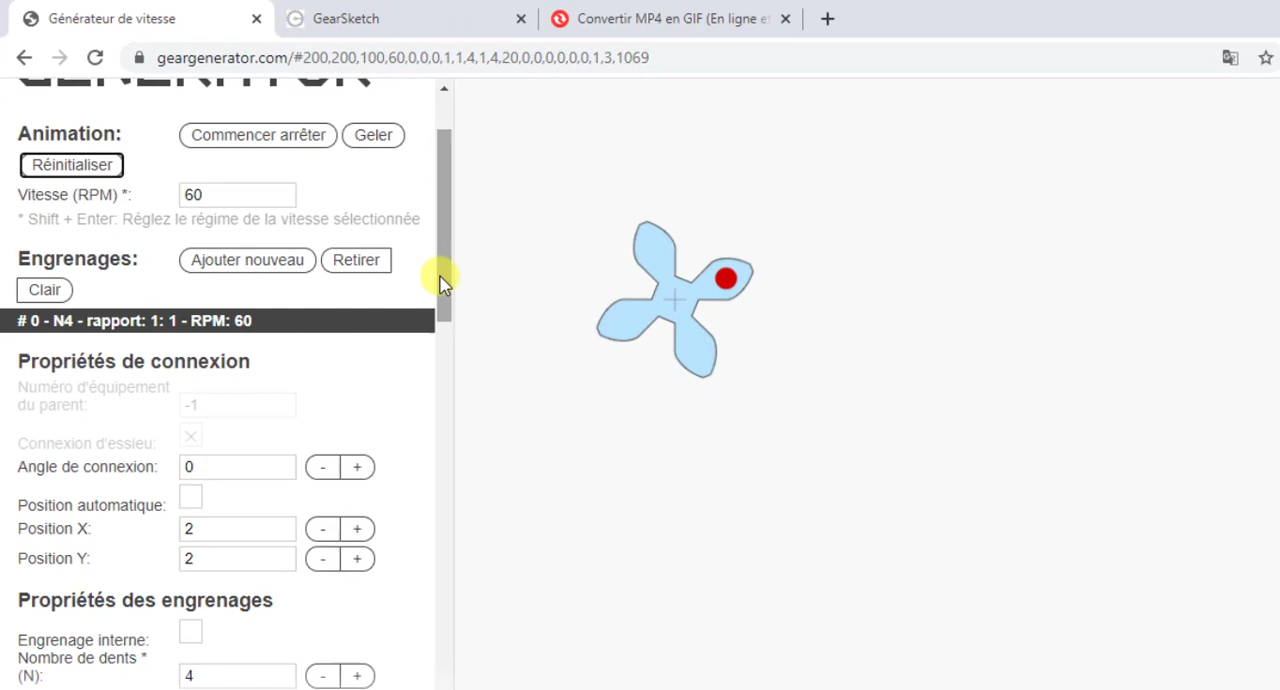 Générateur de vitesse
GearSketch
Convertir MP4 en GIF (En ligne et
geargenerator.com/#200,200,100,60,0,0,0,1,1,4,1,4,20,0,0,0,0,0,0,1,3,1069
Animation:
Commencer arrêter
Geler
Réinitialiser
Vitesse (RPM) *:
60
* Shift + Enter: Réglez le régime de la vitesse sélectionnée
Engrenages:
Ajouter nouveau
Retirer
Clair
# 0 - N4 - rapport: 1: 1 - RPM: 60
Propriétés de connexion
Numéro d'équipement
du parent:
-1
Connexion d'essieu:
Angle de connexion:
0
- +
Position automatique:
Position X:
2
- +
Position Y:
2
- +
Propriétés des engrenages
Engrenage interne:
Nombre de dents *
(N):
4
- +